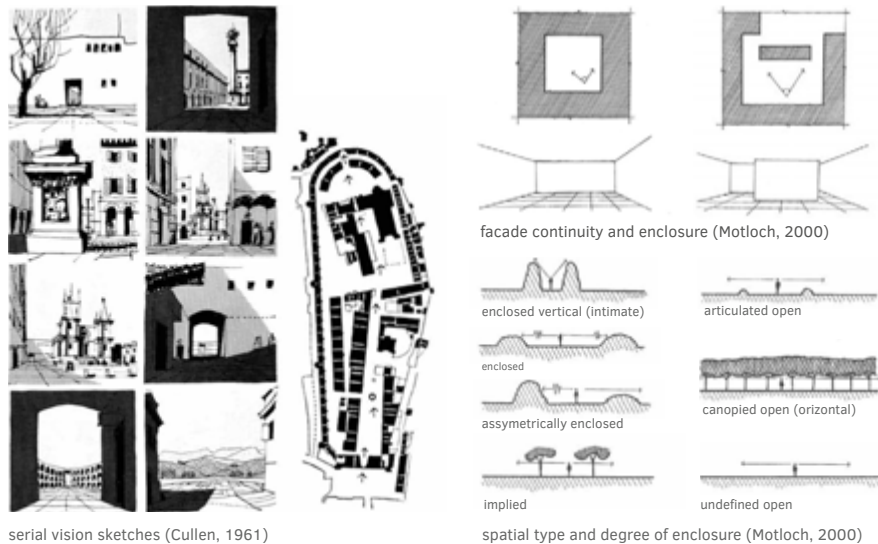 facade continuity and enclosure (Motloch, 2000)
enclosed vertical (intimate)
articulated open
enclosed
assymetrically enclosed
canopied open (orizontal)
implied
undefined open
serial vision sketches (Cullen, 1961)
spatial type and degree of enclosure (Motloch, 2000)